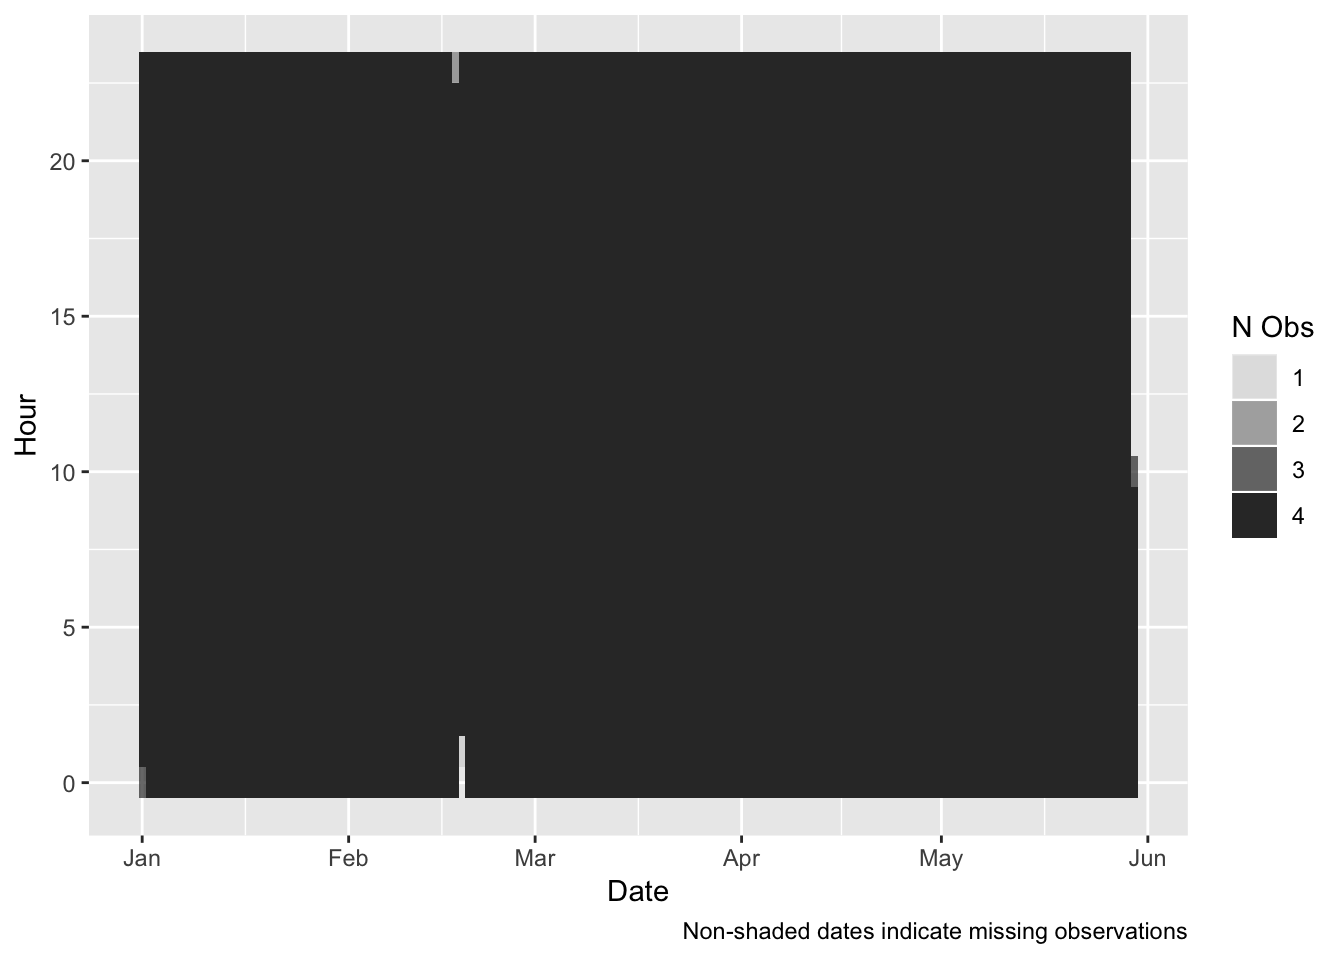 20
15
10
5
0
Hour
Jan Feb Mar Apr May Jun
Date
Non-shaded dates indicate missing observations
N Obs
1
2
3
4